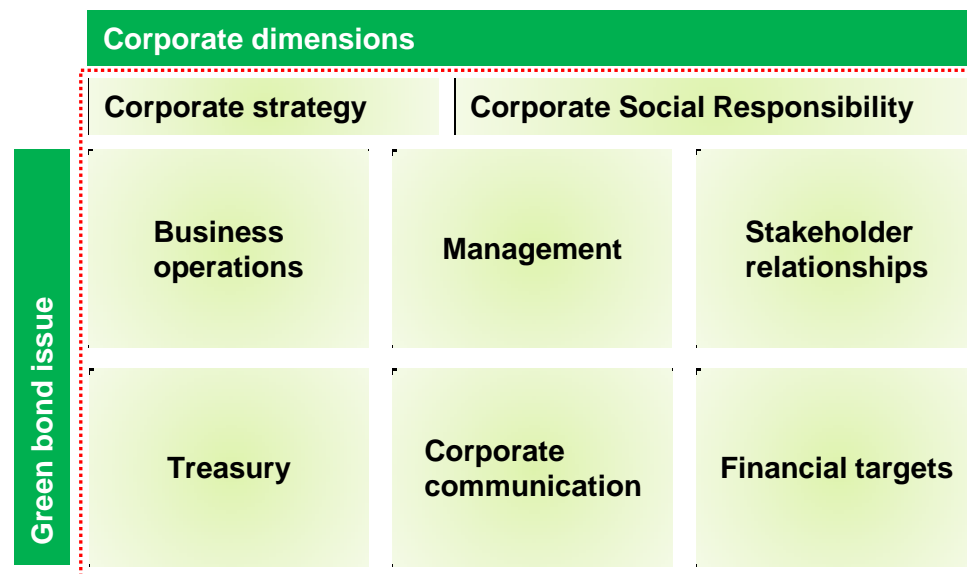 Corporate dimensions
Corporate strategy
Corporate Social Responsibility
Business
operations
Management
Stakeholder
relationships
Green bond issue
Treasury
Corporate
communication
Financial targets